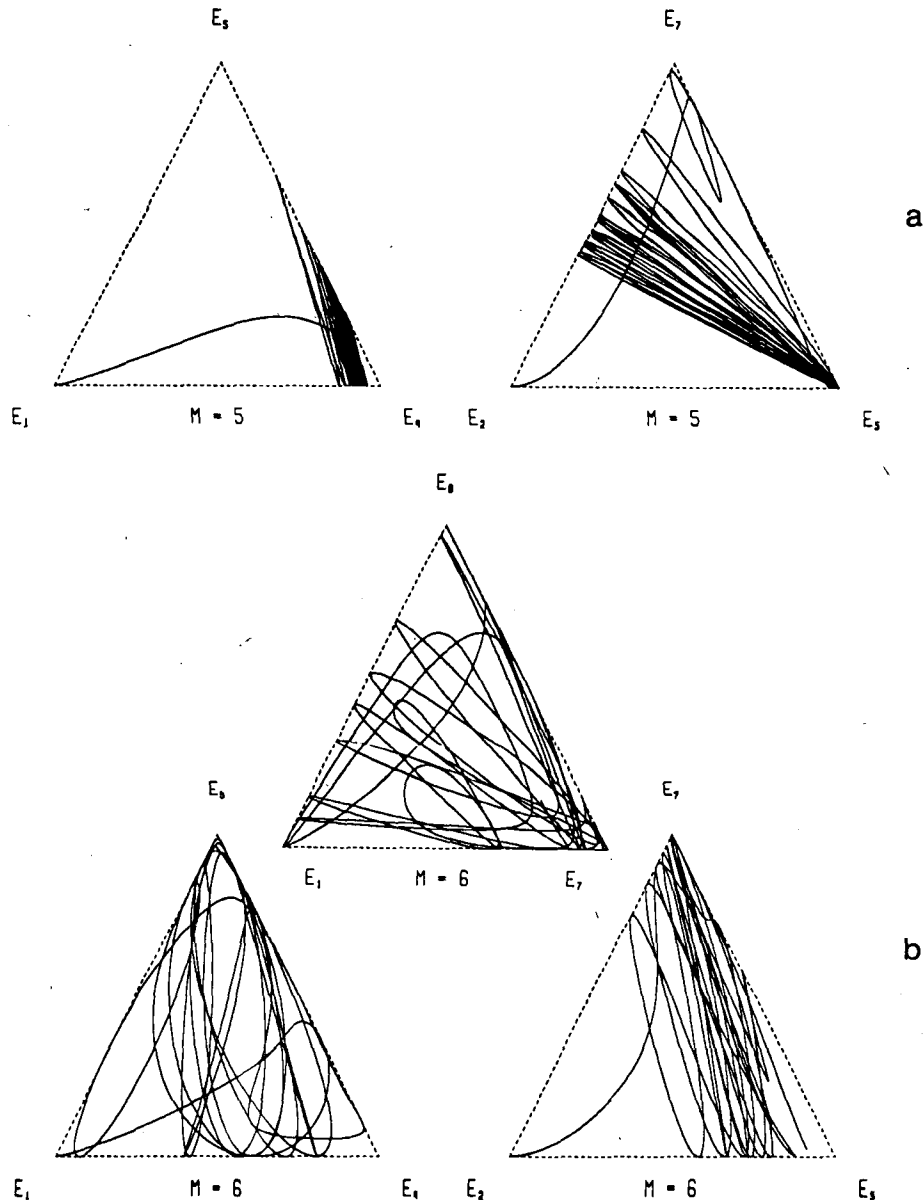 E₅ E₇
a
E₁ M = 5 E₄ E₂ M = 5 E₅
E₈
E₁ M = 6 E₇
E₆ E₇
b
E₁ M = 6 E₄ E₂ M = 6 E₅